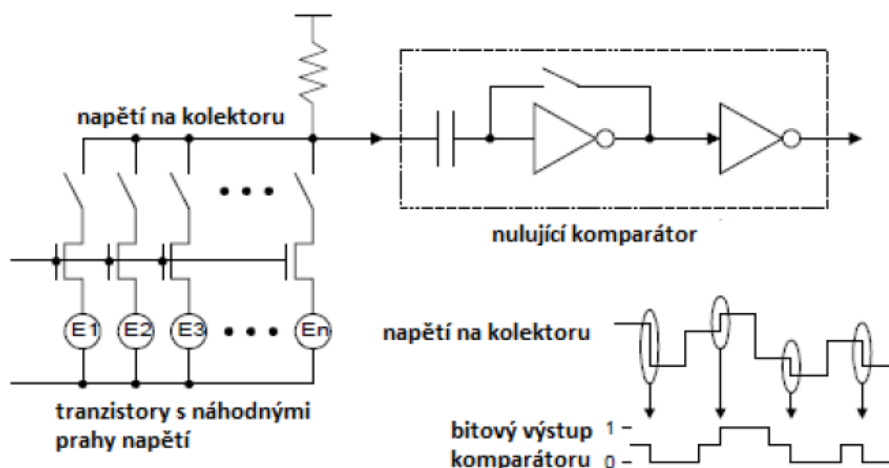 napětí na kolektoru
nulující komparátor
E1 E2 E3 En
napětí na kolektoru
tranzistory s náhodnými
prahy napětí
bitový výstup 1
komparátoru 0